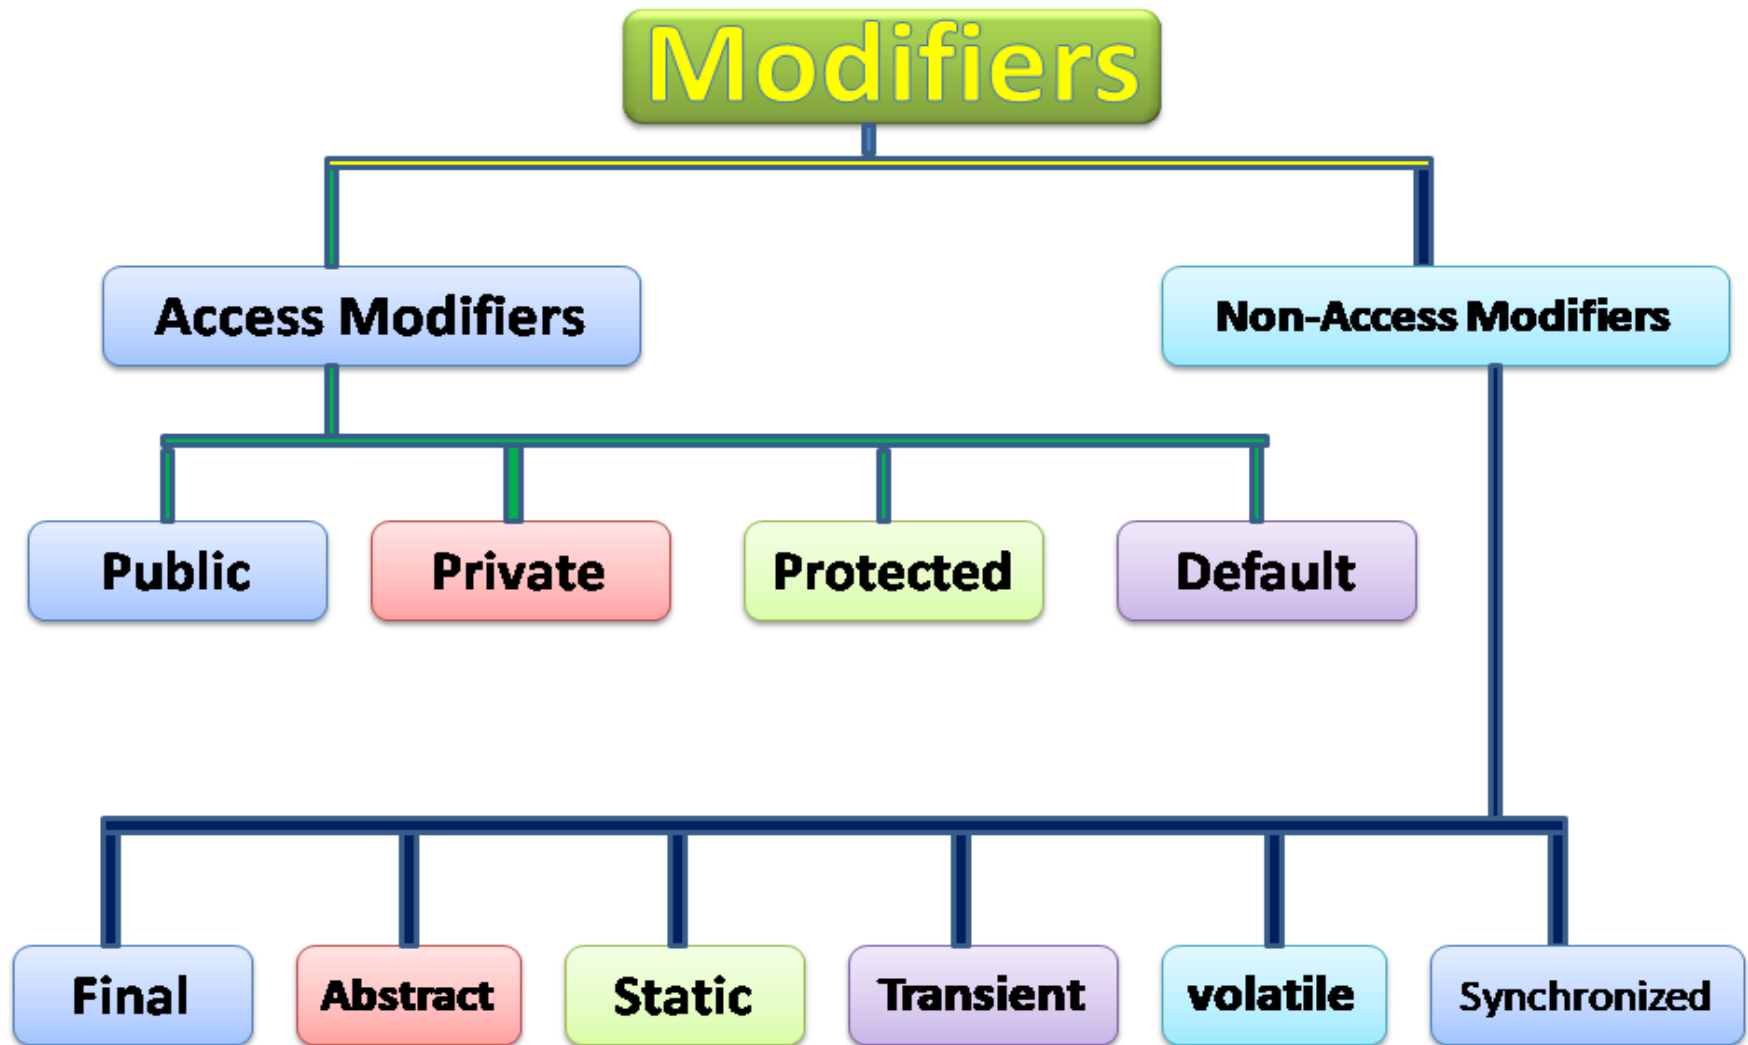 Modifiers
Access Modifiers
Non-Access Modifiers
Public
Private
Protected
Default
Final
Abstract
Static
Transient
volatile
Synchronized